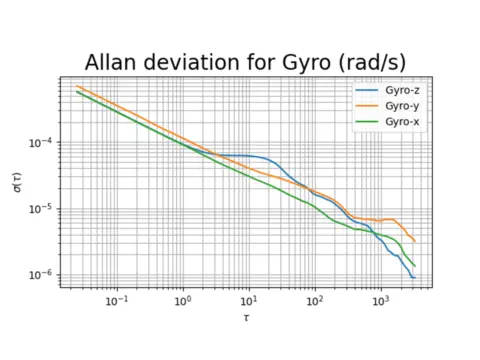 Allan deviation for Gyro (rad/s)
Gyro-z
Gyro-y
Gyro-x
10⁻⁴
10⁻⁵
10⁻⁶
σ(τ)
10⁻¹
10⁰
10¹
10²
10³
τ